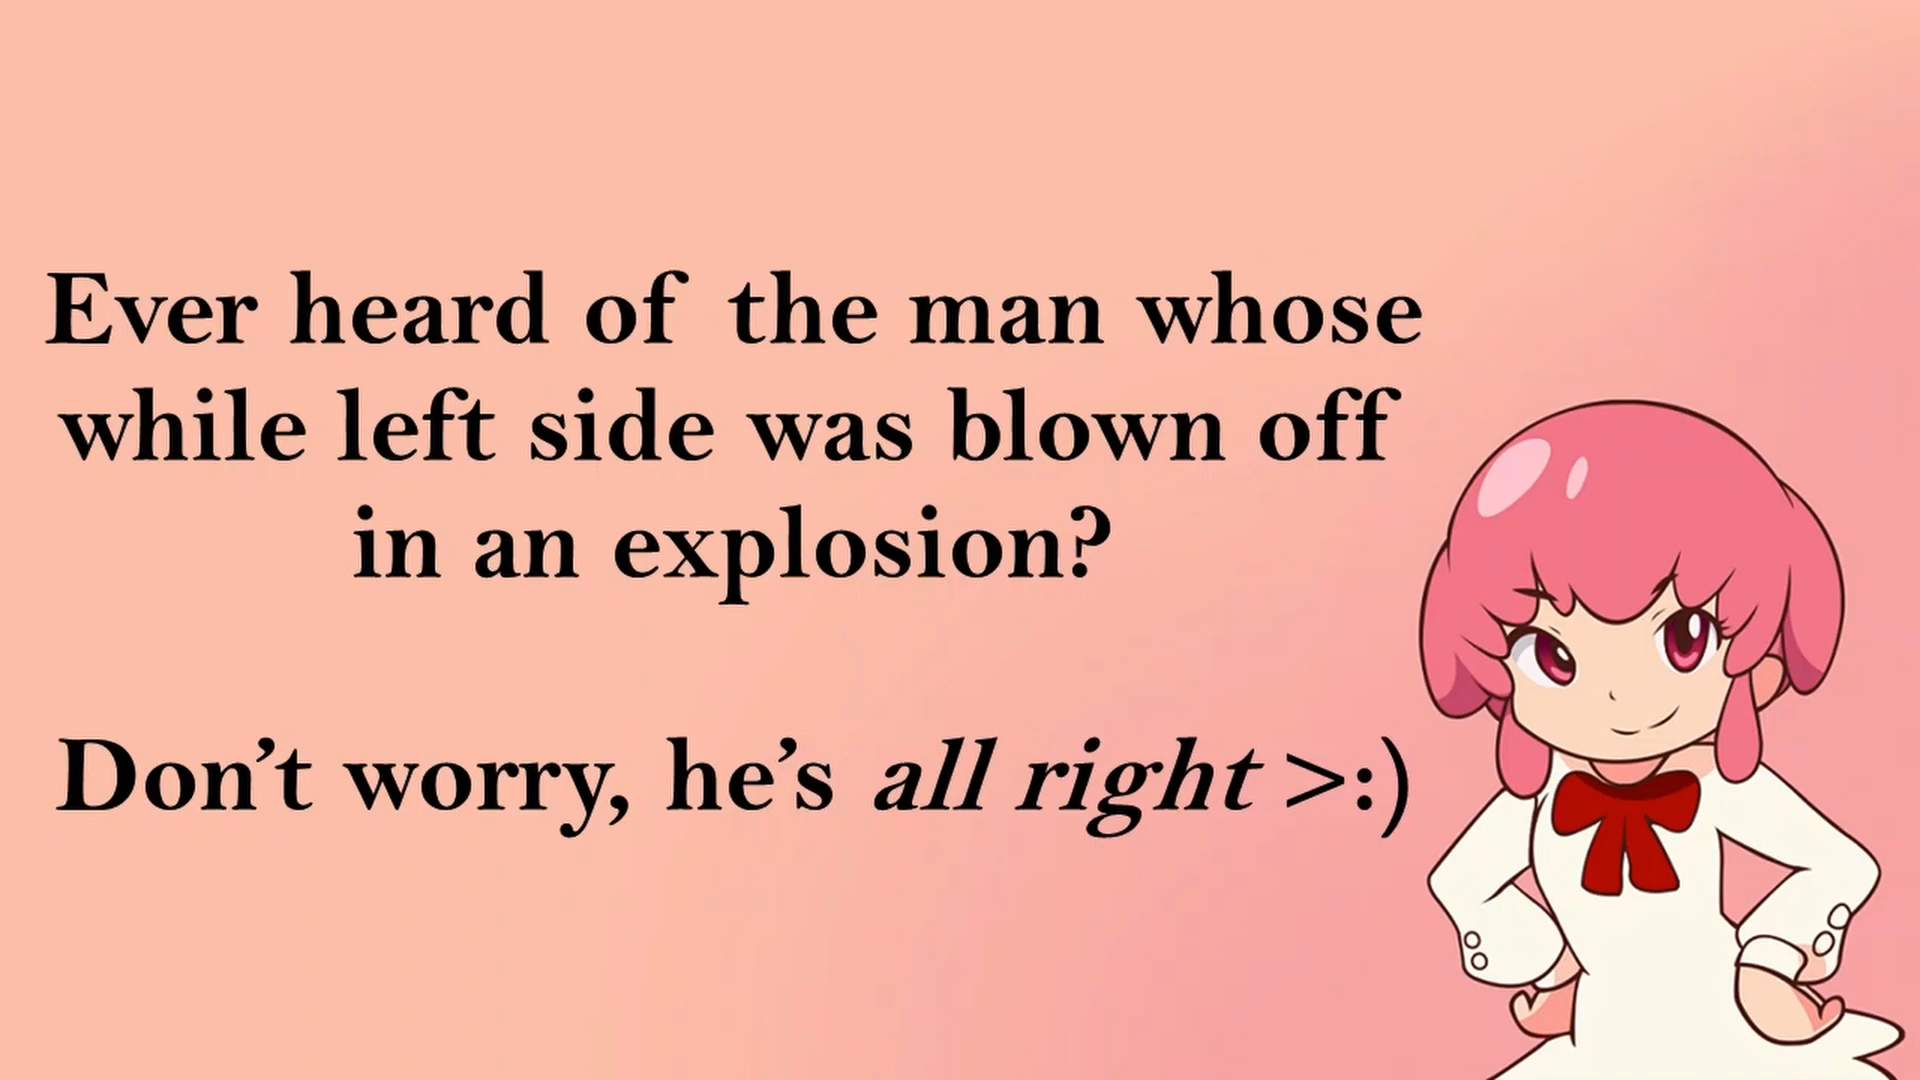 Ever heard of the man whose
while left side was blown off
in an explosion?
Don't worry, he's all right >:)